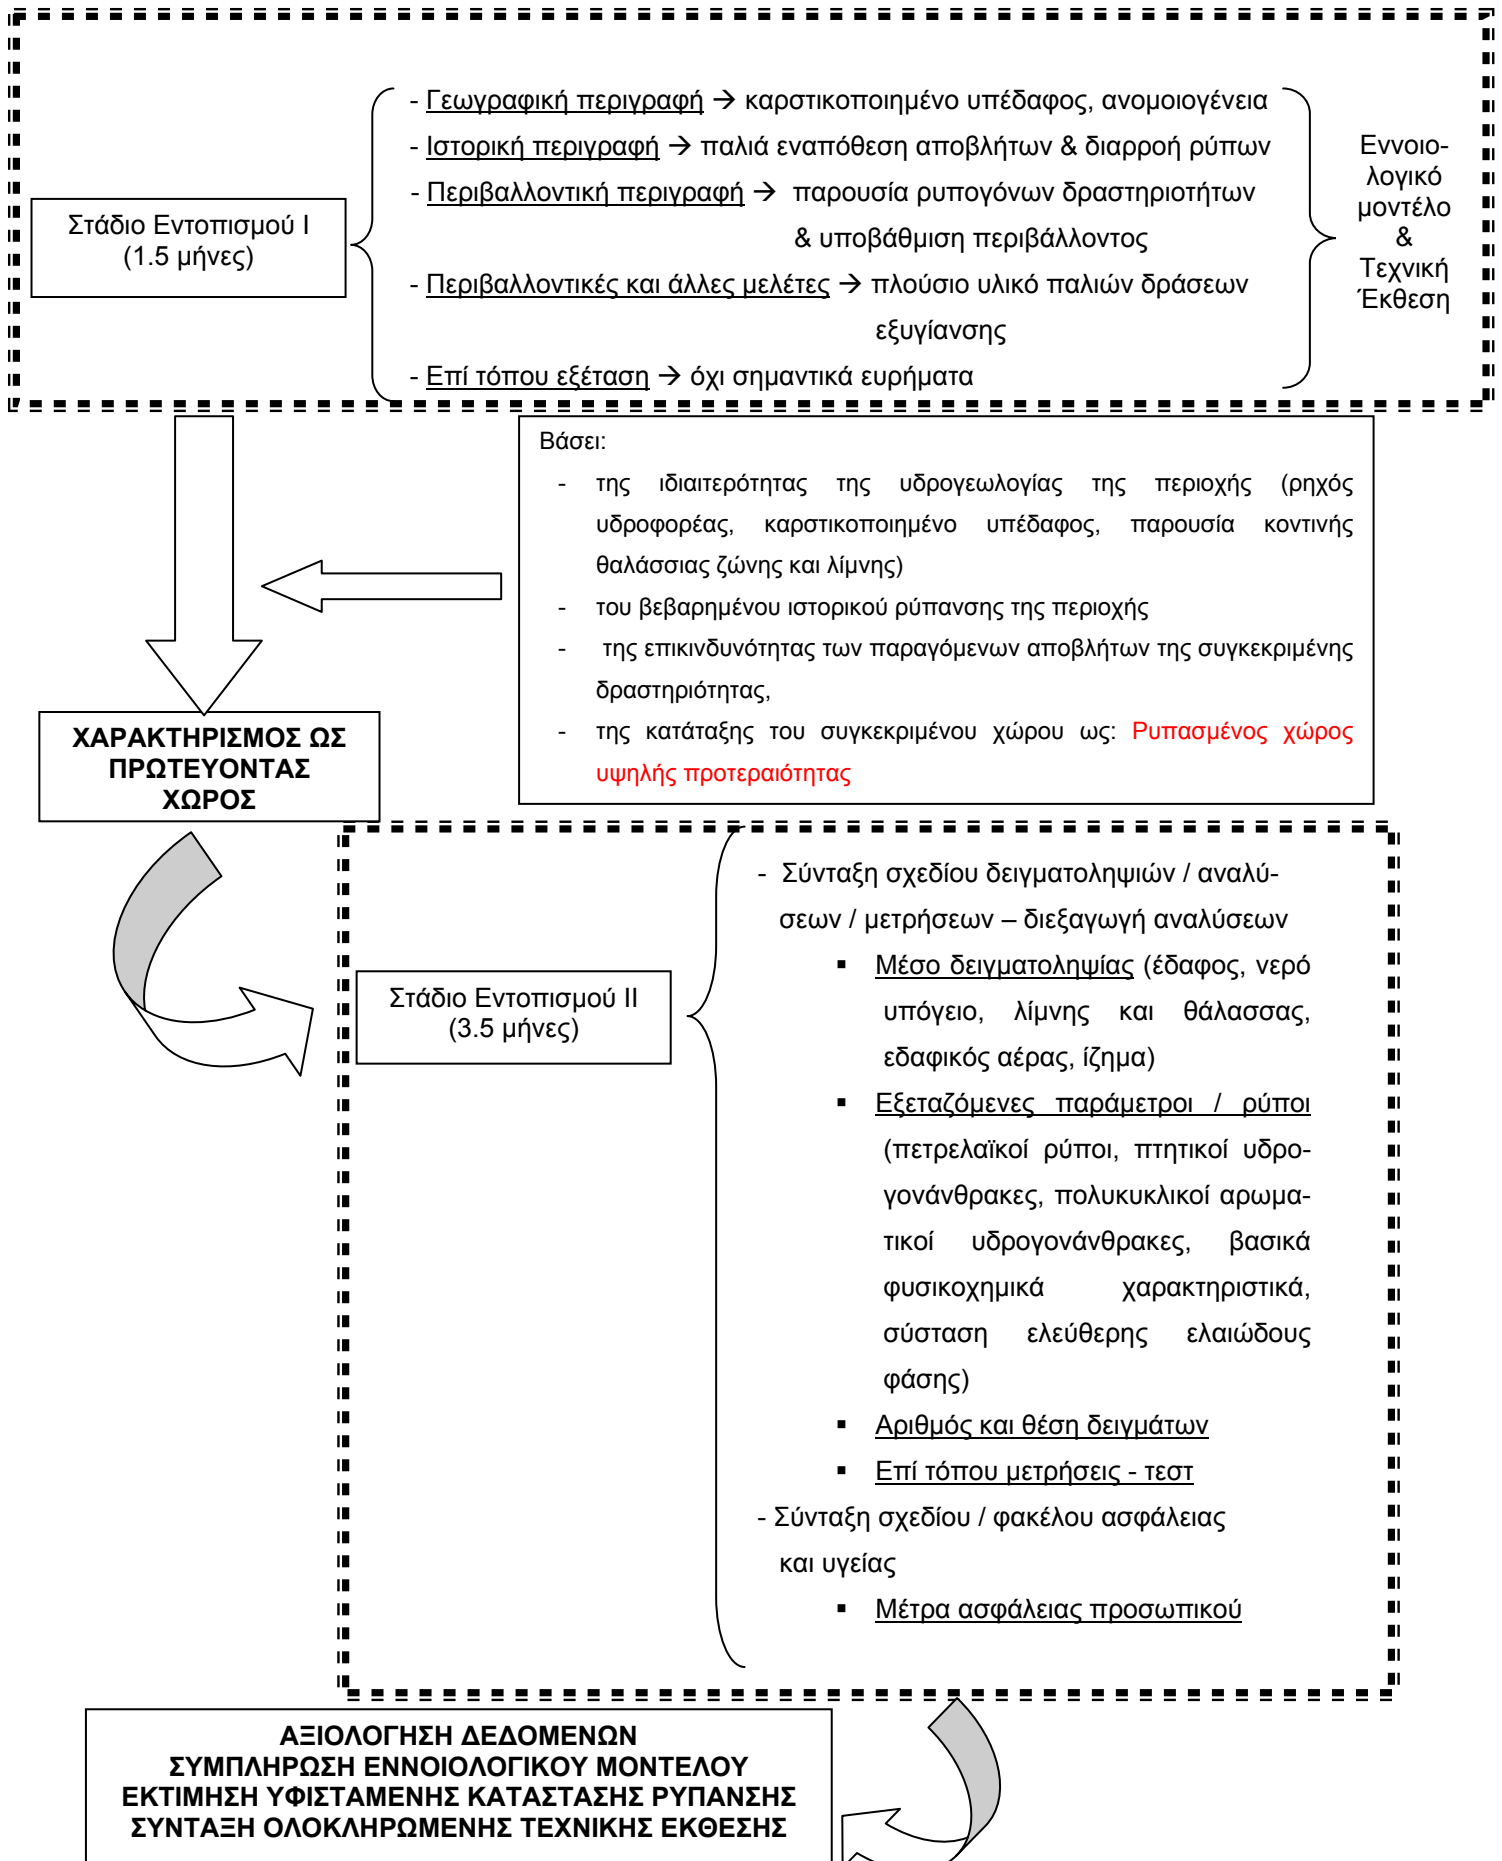 - Γεωγραφική περιγραφή → καρστικοποιημένο υπέδαφος, ανομοιογένεια
- Ιστορική περιγραφή → παλιά εναπόθεση αποβλήτων & διαρροή ρύπων
- Περιβαλλοντική περιγραφή → παρουσία ρυπογόνων δραστηριοτήτων
& υποβάθμιση περιβάλλοντος
- Περιβαλλοντικές και άλλες μελέτες → πλούσιο υλικό παλιών δράσεων
εξυγίανσης
- Επί τόπου εξέταση → όχι σημαντικά ευρήματα
Στάδιο Εντοπισμού Ι
(1.5 μήνες)
Εννοιο-
λογικό
μοντέλο
&
Τεχνική
Έκθεση
Βάσει:
- της ιδιαιτερότητας της υδρογεωλογίας της περιοχής (ρηχός
υδροφορέας, καρστικοποιημένο υπέδαφος, παρουσία κοντινής
θαλάσσιας ζώνης και λίμνης)
- του βεβαρημένου ιστορικού ρύπανσης της περιοχής
- της επικινδυνότητας των παραγόμενων αποβλήτων της συγκεκριμένης
δραστηριότητας,
- της κατάταξης του συγκεκριμένου χώρου ως: Ρυπασμένος χώρος
υψηλής προτεραιότητας
ΧΑΡΑΚΤΗΡΙΣΜΟΣ ΩΣ
ΠΡΩΤΕΥΟΝΤΑΣ
ΧΩΡΟΣ
Στάδιο Εντοπισμού ΙΙ
(3.5 μήνες)
- Σύνταξη σχεδίου δειγματοληψιών / αναλύ-
σεων / μετρήσεων – διεξαγωγή αναλύσεων
▪ Μέσο δειγματοληψίας (έδαφος, νερό
υπόγειο, λίμνης και θάλασσας,
εδαφικός αέρας, ίζημα)
▪ Εξεταζόμενες παράμετροι / ρύποι
(πετρελαϊκοί ρύποι, πτητικοί υδρο-
γονάνθρακες, πολυκυκλικοί αρωμα-
τικοί υδρογονάνθρακες, βασικά
φυσικοχημικά χαρακτηριστικά,
σύσταση ελεύθερης ελαιώδους
φάσης)
▪ Αριθμός και θέση δειγμάτων
▪ Επί τόπου μετρήσεις - τεστ
- Σύνταξη σχεδίου / φακέλου ασφάλειας
και υγείας
▪ Μέτρα ασφάλειας προσωπικού
ΑΞΙΟΛΟΓΗΣΗ ΔΕΔΟΜΕΝΩΝ
ΣΥΜΠΛΗΡΩΣΗ ΕΝΝΟΙΟΛΟΓΙΚΟΥ ΜΟΝΤΕΛΟΥ
ΕΚΤΙΜΗΣΗ ΥΦΙΣΤΑΜΕΝΗΣ ΚΑΤΑΣΤΑΣΗΣ ΡΥΠΑΝΣΗΣ
ΣΥΝΤΑΞΗ ΟΛΟΚΛΗΡΩΜΕΝΗΣ ΤΕΧΝΙΚΗΣ ΕΚΘΕΣΗΣ